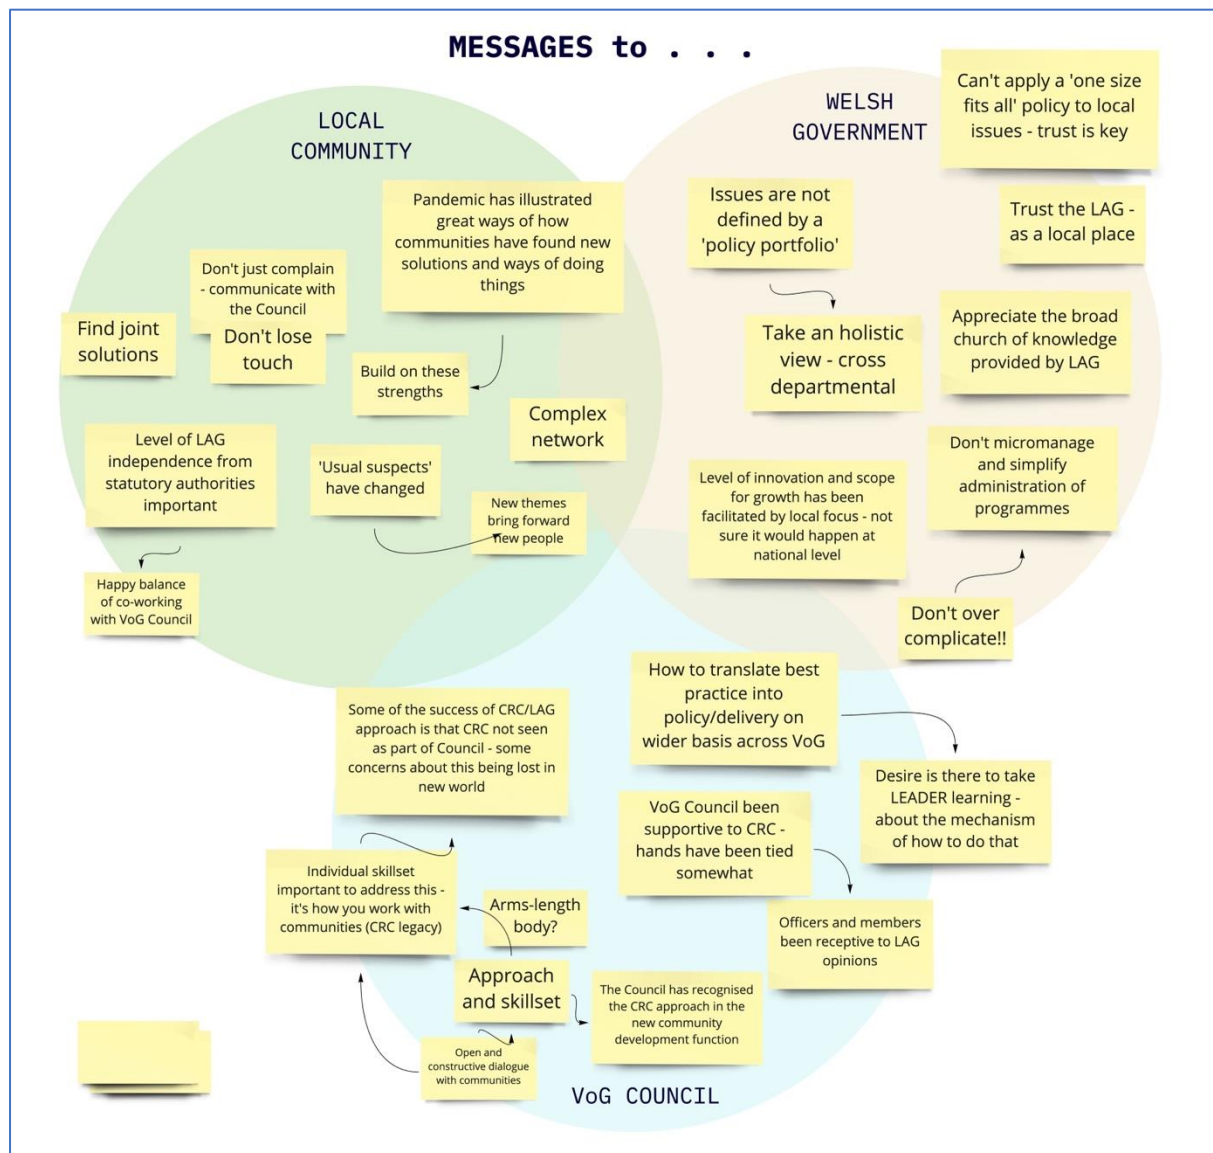 MESSAGES to . . .
LOCAL
COMMUNITY
Pandemic has illustrated
great ways of how
communities have found new
solutions and ways of doing
things
Don't just complain
- communicate with
the Council
Find joint
solutions
Don't lose
touch
Build on these
strengths
Complex
network
Level of LAG
independence from
statutory authorities
important
'Usual suspects'
have changed
New themes
bring forward
new people
Happy balance
of co-working
with VoG Council
WELSH
GOVERNMENT
Can't apply a 'one size
fits all' policy to local
issues - trust is key
Issues are not
defined by a
'policy portfolio'
Trust the LAG -
as a local place
Take an holistic
view - cross
departmental
Appreciate the broad
church of knowledge
provided by LAG
Level of innovation and scope
for growth has been
facilitated by local focus - not
sure it would happen at
national level
Don't micromanage
and simplify
administration of
programmes
Don't over
complicate!!
Some of the success of CRC/LAG
approach is that CRC not seen
as part of Council - some
concerns about this being lost in
new world
How to translate best
practice into
policy/delivery on
wider basis across VoG
Desire is there to take
LEADER learning -
about the mechanism
of how to do that
VoG Council been
supportive to CRC -
hands have been tied
somewhat
Individual skillset
important to address this -
it's how you work with
communities (CRC legacy)
Arms-length
body?
Officers and members
been receptive to LAG
opinions
Approach
and skillset
The Council has recognised
the CRC approach in the
new community
development function
Open and
constructive dialogue
with communities
VoG COUNCIL